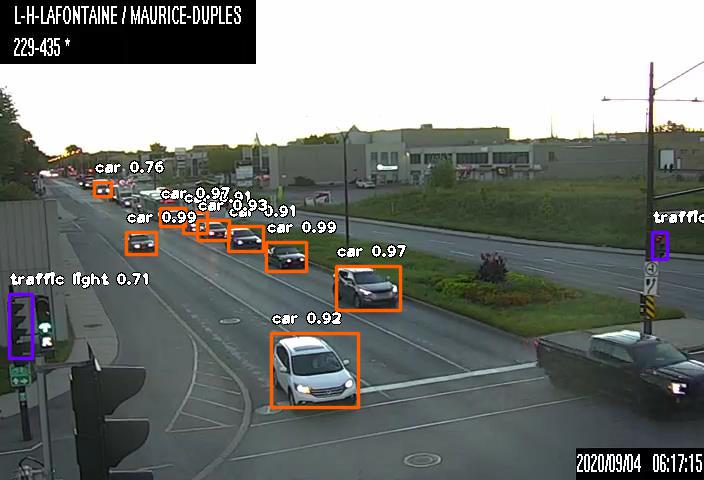 L-H-LAFONTAINE / MAURICE-DUPLES
229-435 *
car 0.76
car 0.97
car 0.93
car 0.91
car 0.99
car 0.99
car 0.97
traffic light 0.71
traffic
car 0.92
2020/09/04 06:17:15